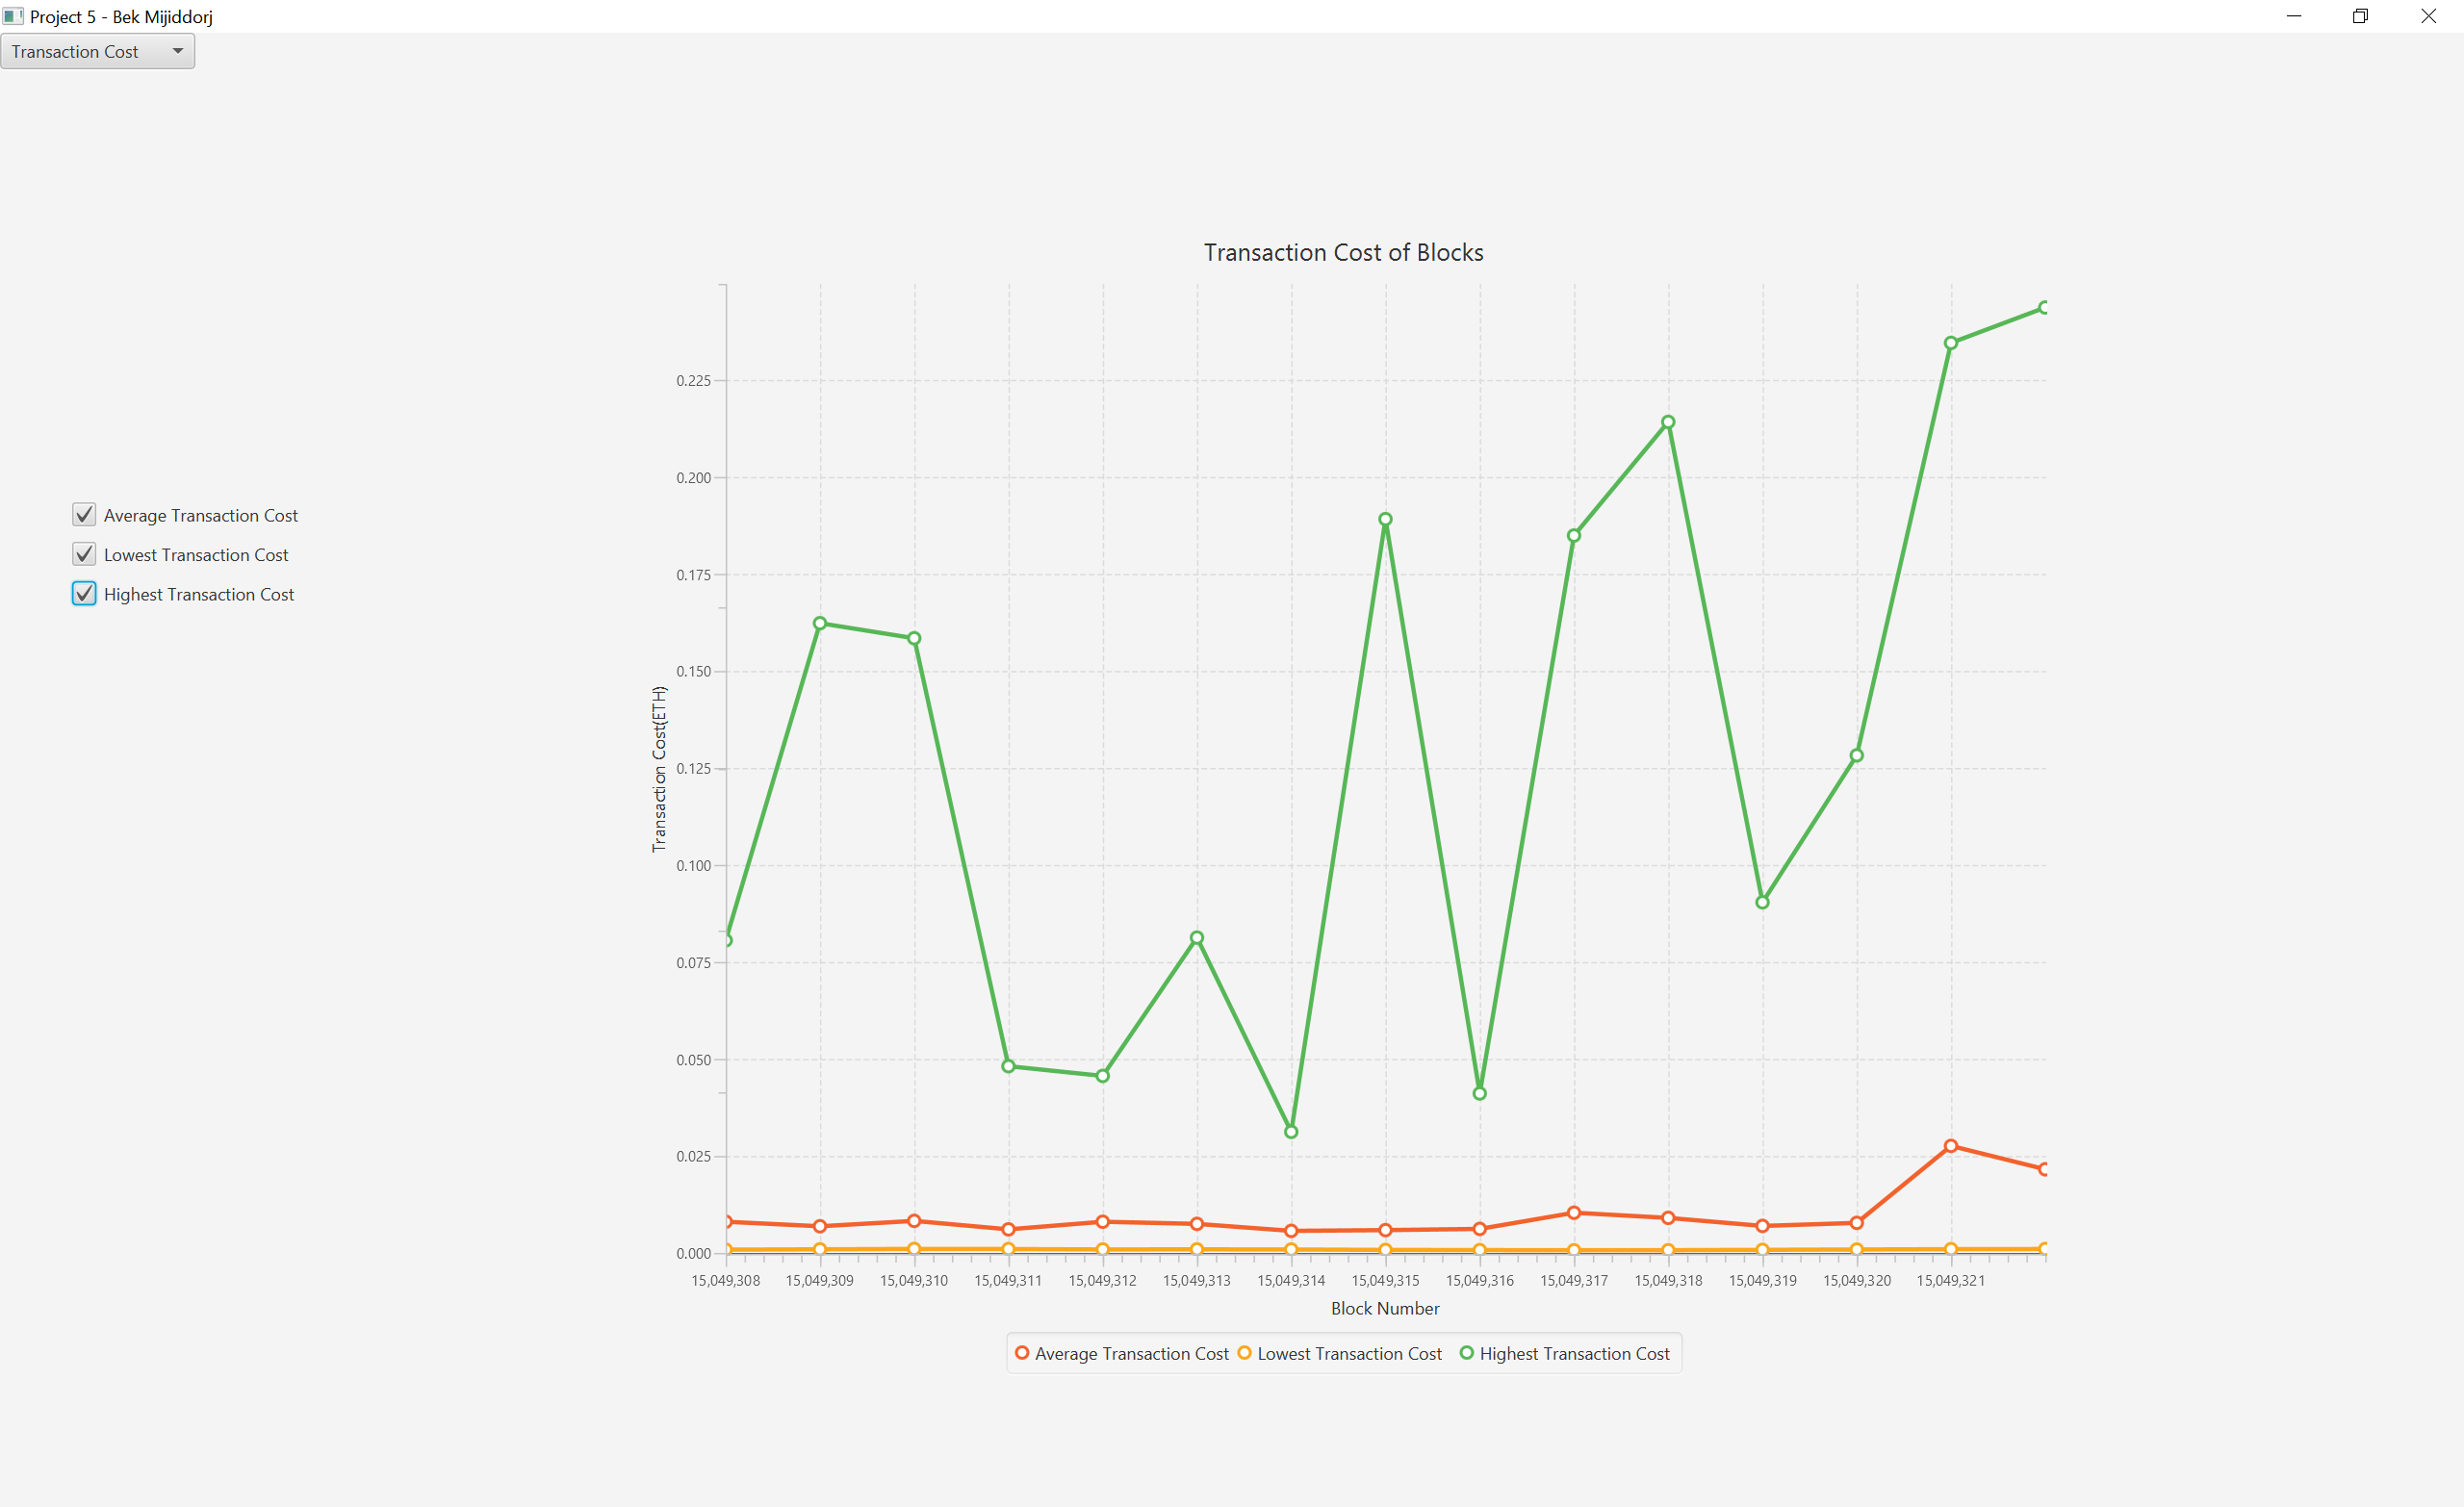 Project 5 - Bek Mijiddorj
Transaction Cost
Average Transaction Cost
Lowest Transaction Cost
Highest Transaction Cost
Transaction Cost of Blocks
Transaction Cost(ETH)
0.225
0.200
0.175
0.150
0.125
0.100
0.075
0.050
0.025
0.000
15,049,308 15,049,309 15,049,310 15,049,311 15,049,312 15,049,313 15,049,314 15,049,315 15,049,316 15,049,317 15,049,318 15,049,319 15,049,320 15,049,321
Block Number
Average Transaction Cost Lowest Transaction Cost Highest Transaction Cost